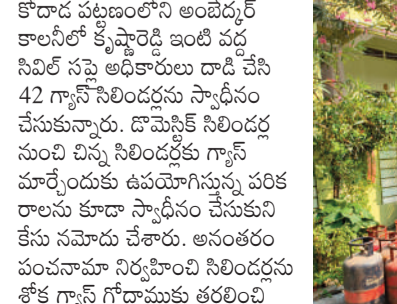 కోదాడ పట్టణంలోని అంబేద్కర్
కాలనీలో కృష్ణారెడ్డి ఇంటి వద్ద
సివిల్ సప్లై అధికారులు దాడి చేసి
42 గ్యాస్ సిలిండర్లను స్వాధీనం
చేసుకున్నారు. డొమెస్టిక్ సిలిండర్ల
నుంచి చిన్న సిలిండర్లకు గ్యాస్
మార్చేందుకు ఉపయోగిస్తున్న పరిక
రాలను కూడా స్వాధీనం చేసుకుని
కేసు నమోదు చేశారు. అనంతరం
పంచనామా నిర్వహించి సిలిండర్లను
శోక గ్యాస్ గోదాముకు తరలించి